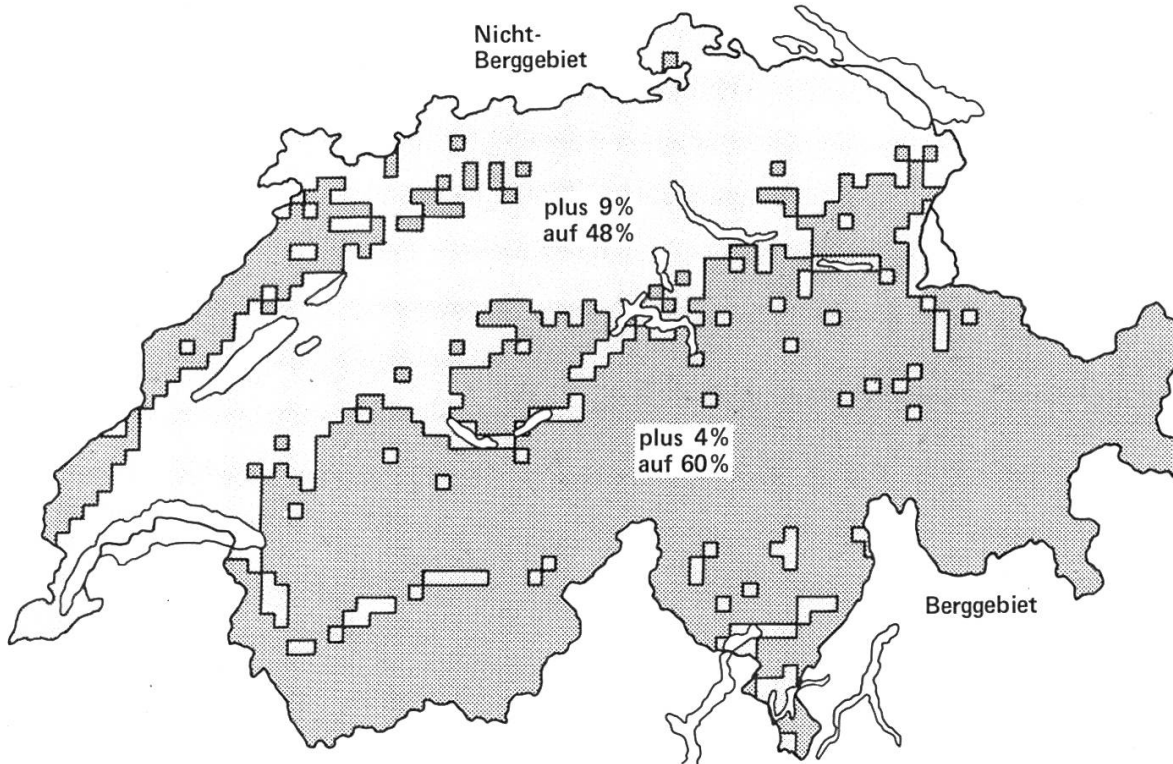 Nicht-
Berggebiet
plus 9%
auf 48%
plus 4%
auf 60%
Berggebiet